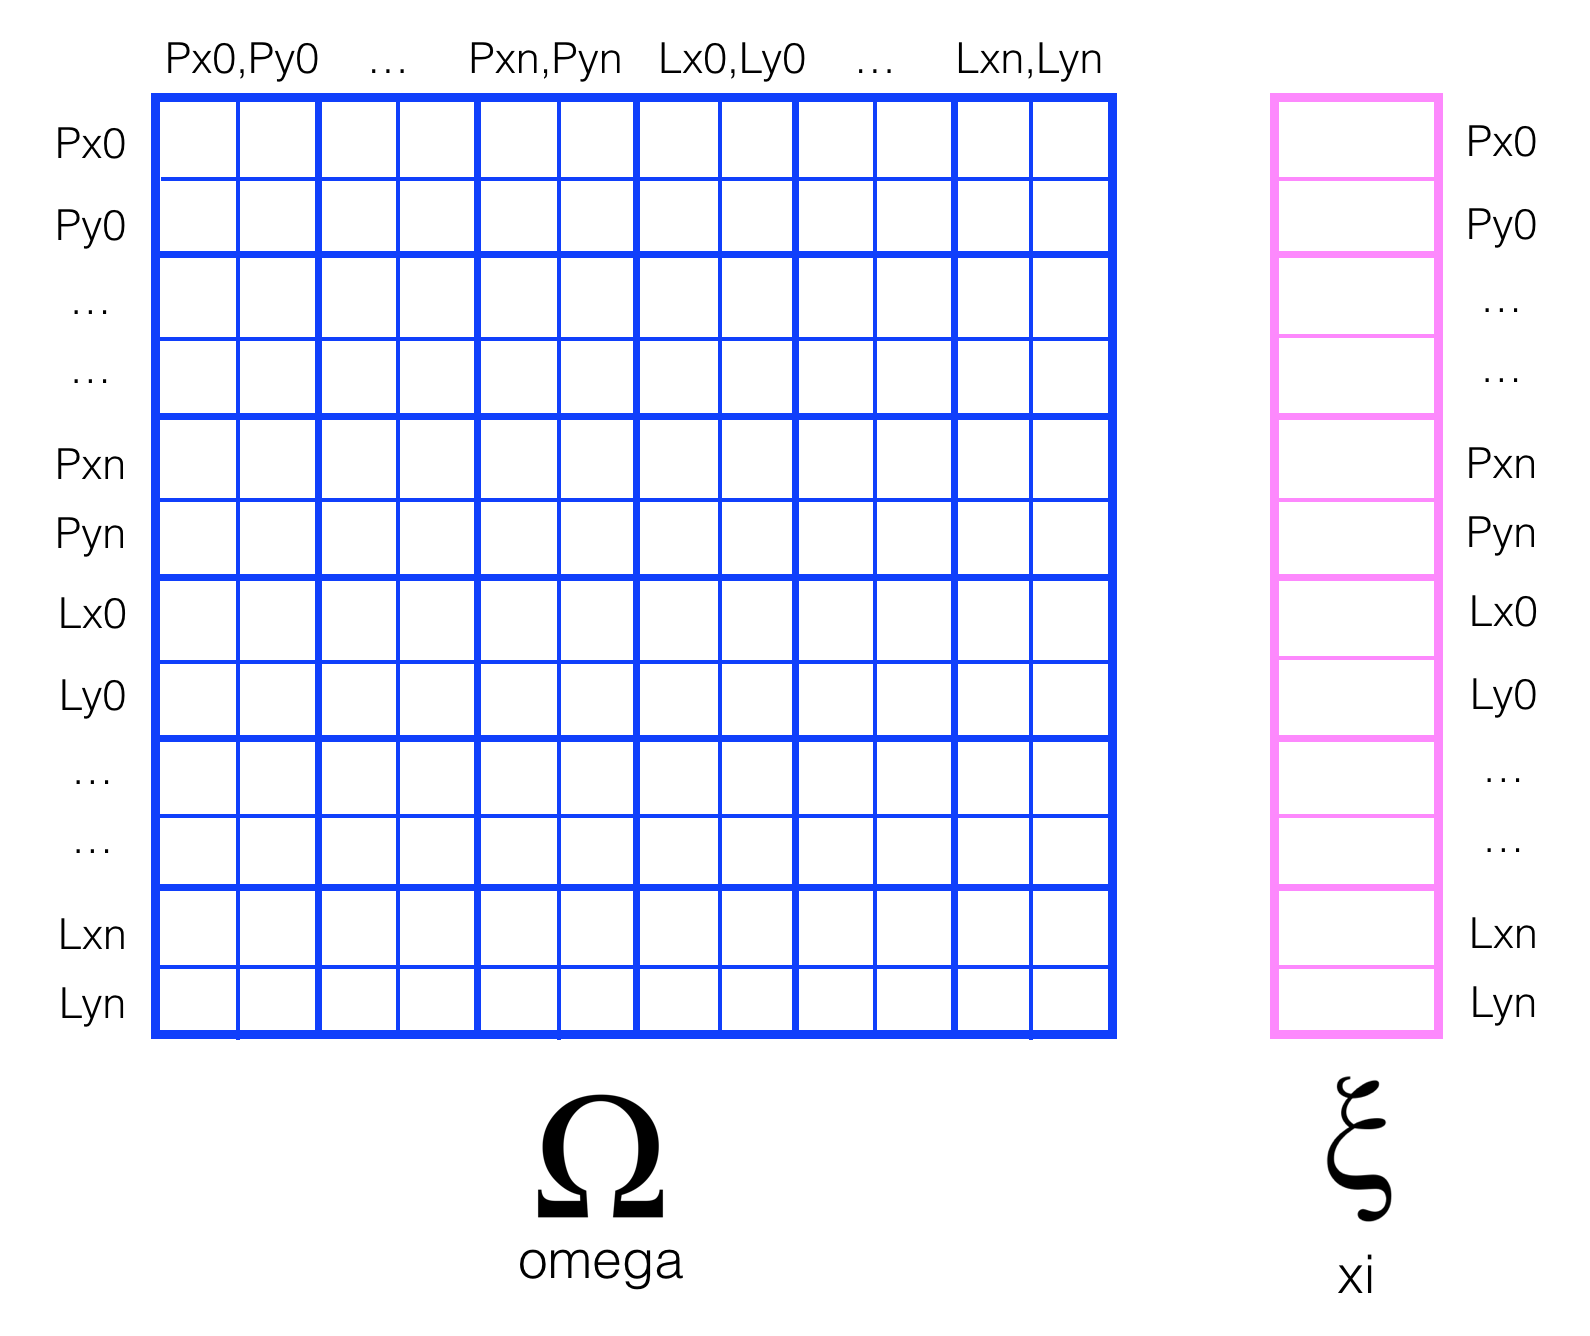 Px0,Py0 ... Pxn,Pyn Lx0,Ly0 ... Lxn,Lyn
Px0 Px0
Py0 Py0
... ...
... ...
Pxn Pxn
Pyn Pyn
Lx0 Lx0
Ly0 Ly0
... ...
... ...
Lxn Lxn
Lyn Lyn
Ω ξ
omega xi